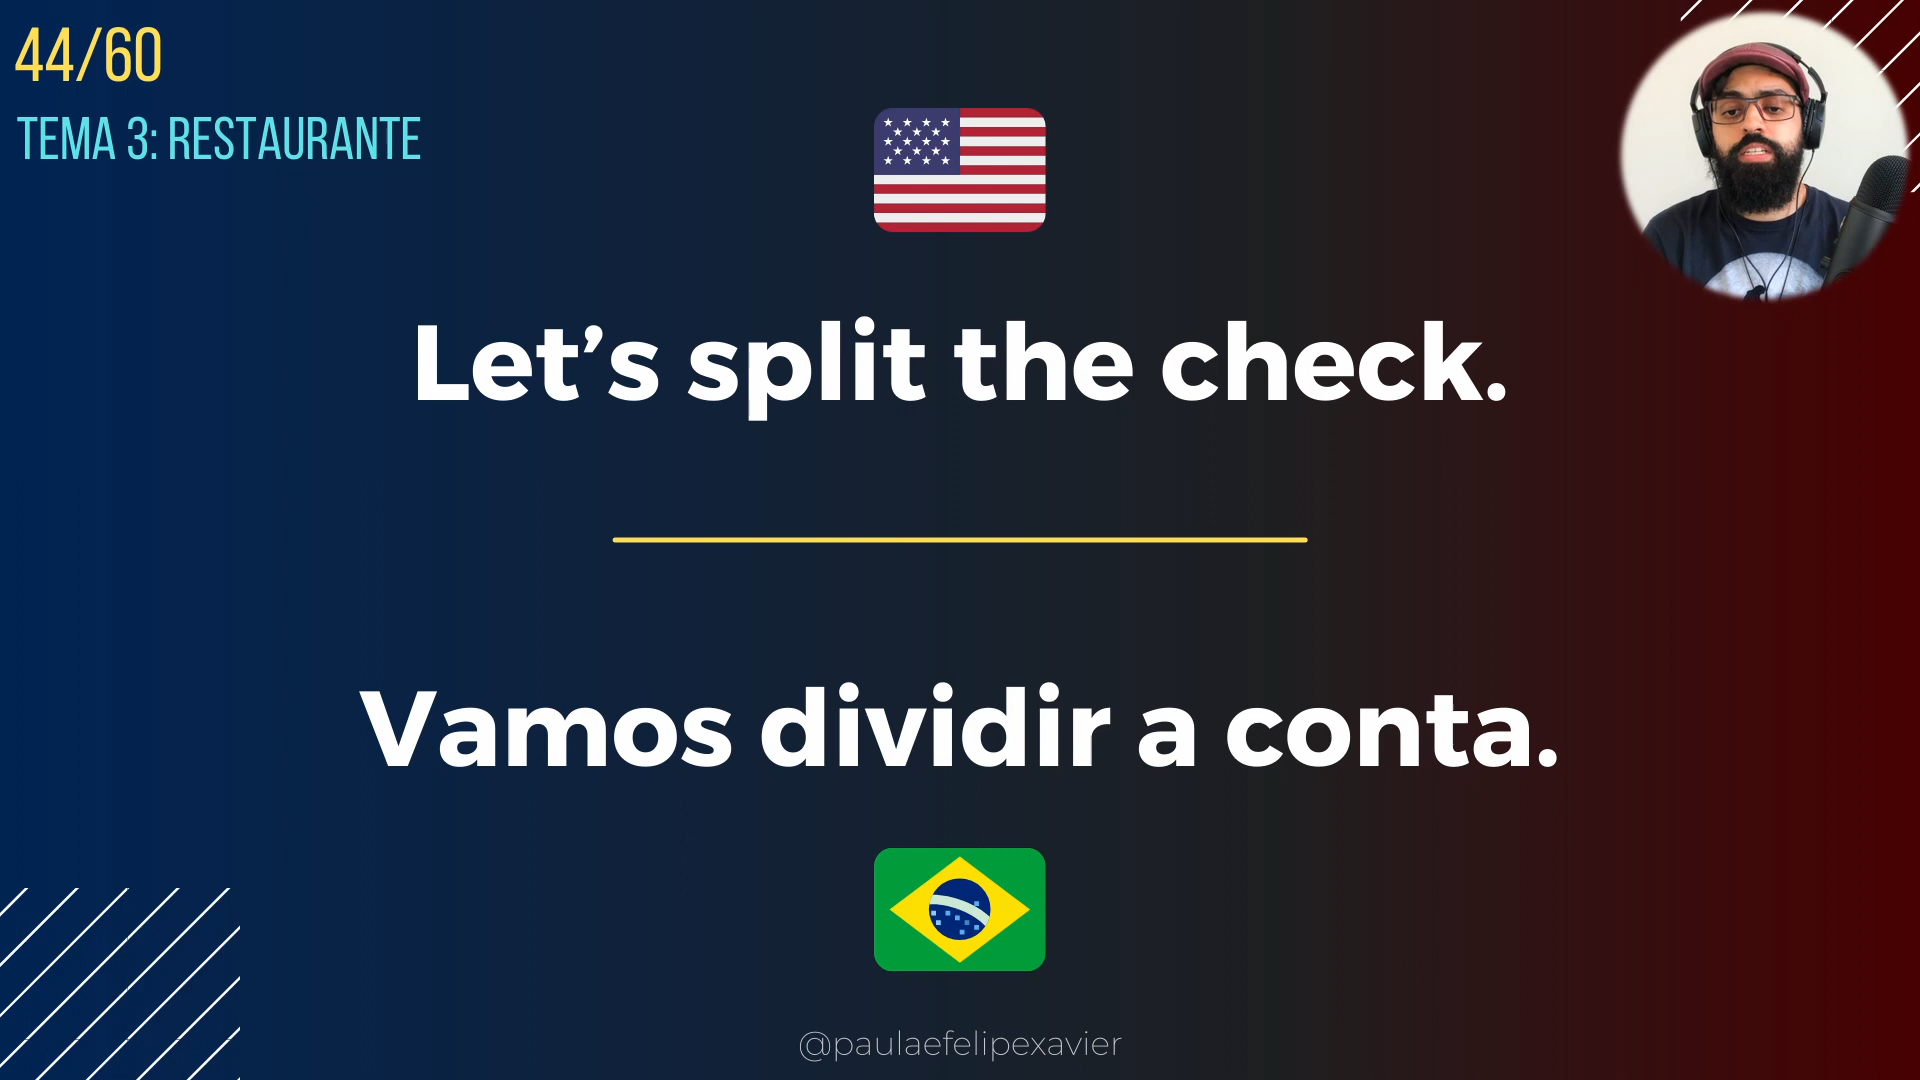 44/60
TEMA 3: RESTAURANTE
Let’s split the check.
Vamos dividir a conta.
@paulaefelipexavier